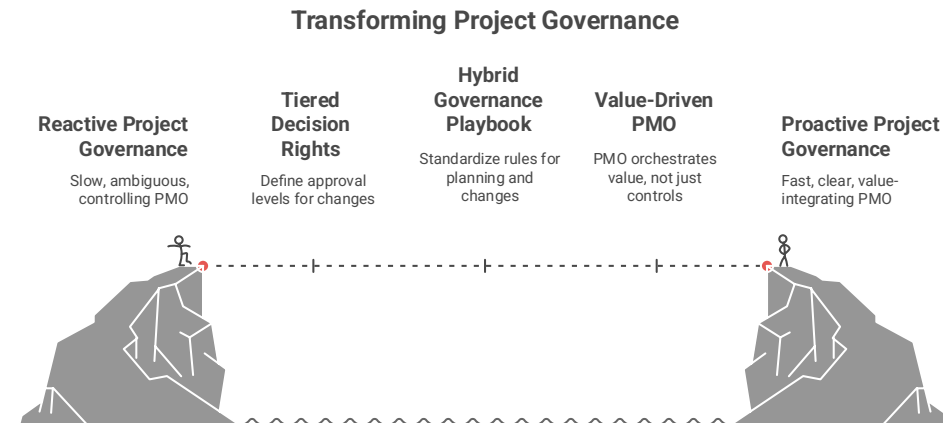 Transforming Project Governance
Reactive Project
Governance
Slow, ambiguous,
controlling PMO
Tiered
Decision
Rights
Define approval
levels for changes
Hybrid
Governance
Playbook
Standardize rules for
planning and
changes
Value-Driven
PMO
PMO orchestrates
value, not just
controls
Proactive Project
Governance
Fast, clear, value-
integrating PMO